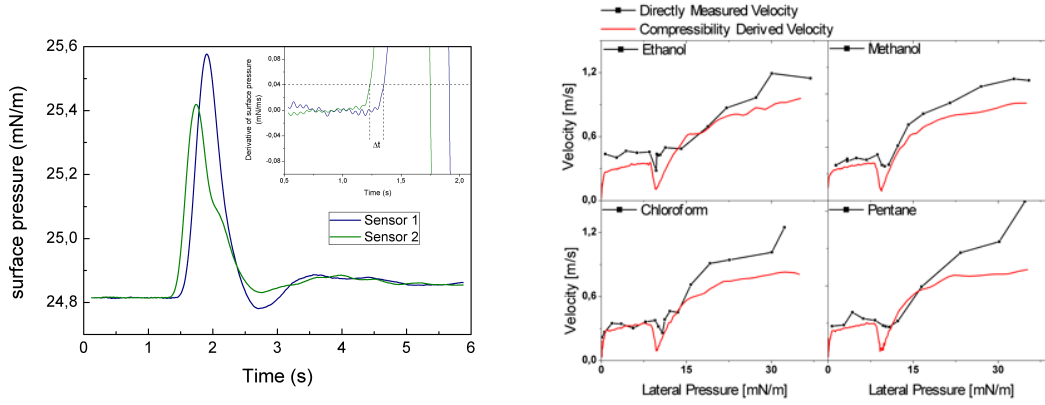 25,6
25,4
25,2
25,0
24,8
surface pressure (mN/m)
0 1 2 3 4 5 6
Time (s)
Sensor 1
Sensor 2
0,08
0,04
0,00
-0,04
-0,08
Derivative of surface pressure
(mN/ms)
Δt
0,5 1,0 1,5 2,0
Time (s)
Directly Measured Velocity
Compressibility Derived Velocity
Ethanol
Methanol
1,2
0,6
0,0
Velocity [m/s]
Chloroform
Pentane
1,2
0,6
0,0
Velocity [m/s]
0 15 30
0 15 30
Lateral Pressure [mN/m]
Lateral Pressure [mN/m]